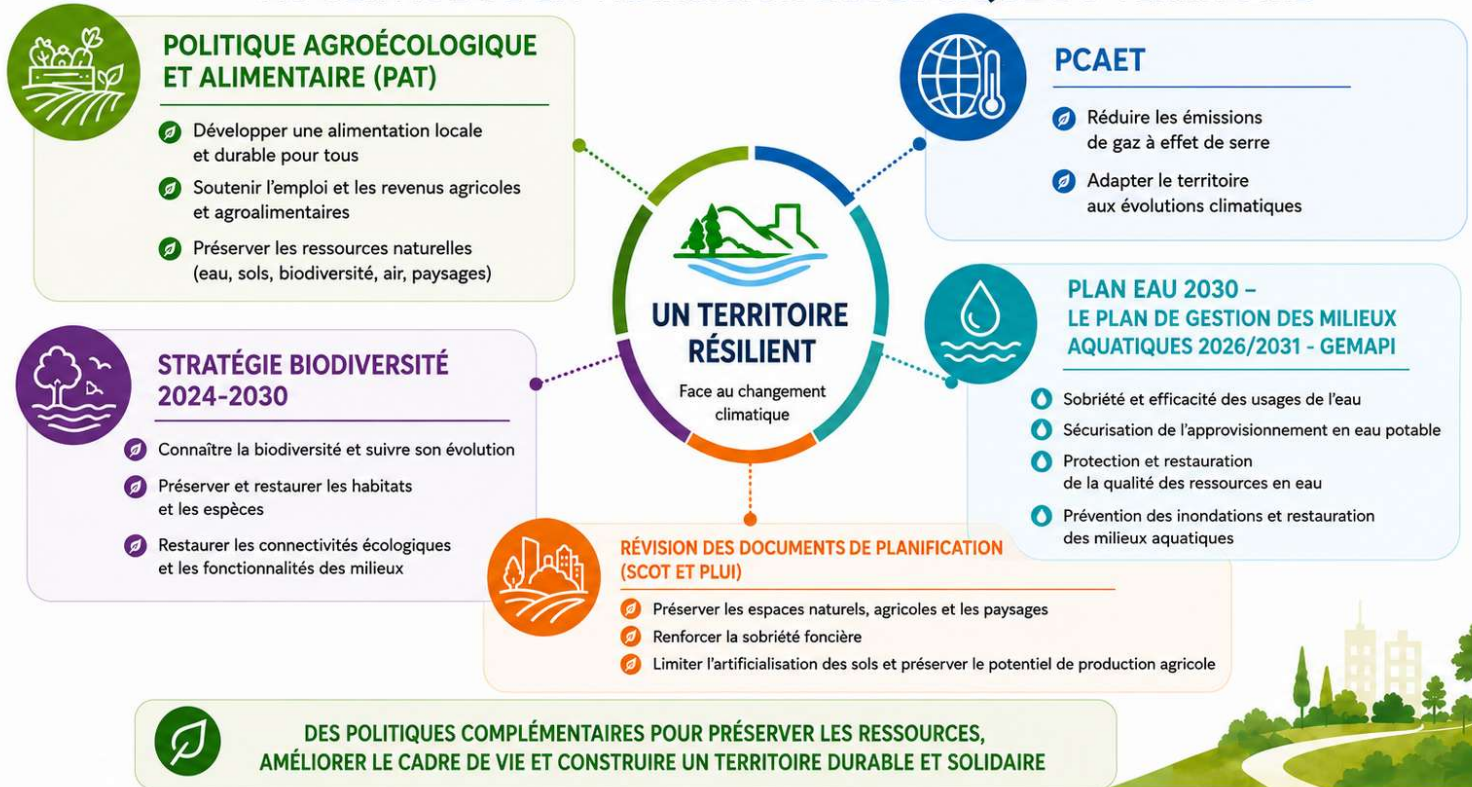 POLITIQUE AGROÉCOLOGIQUE
ET ALIMENTAIRE (PAT)
Développer une alimentation locale
et durable pour tous
Soutenir l'emploi et les revenus agricoles
et agroalimentaires
Préserver les ressources naturelles
(eau, sols, biodiversité, air, paysages)
PCAET
Réduire les émissions
de gaz à effet de serre
Adapter le territoire
aux évolutions climatiques
UN TERRITOIRE
RÉSILIENT
Face au changement
climatique
PLAN EAU 2030 –
LE PLAN DE GESTION DES MILIEUX
AQUATIQUES 2026/2031 - GEMAPI
Sobriété et efficacité des usages de l'eau
Sécurisation de l'approvisionnement en eau potable
Protection et restauration
de la qualité des ressources en eau
Prévention des inondations et restauration
des milieux aquatiques
STRATÉGIE BIODIVERSITÉ
2024-2030
Connaître la biodiversité et suivre son évolution
Préserver et restaurer les habitats
et les espèces
Restaurer les connectivités écologiques
et les fonctionnalités des milieux
RÉVISION DES DOCUMENTS DE PLANIFICATION
(SCOT ET PLUI)
Préserver les espaces naturels, agricoles et les paysages
Renforcer la sobriété foncière
Limiter l'artificialisation des sols et préserver le potentiel de production agricole
DES POLITIQUES COMPLÉMENTAIRES POUR PRÉSERVER LES RESSOURCES,
AMÉLIORER LE CADRE DE VIE ET CONSTRUIRE UN TERRITOIRE DURABLE ET SOLIDAIRE